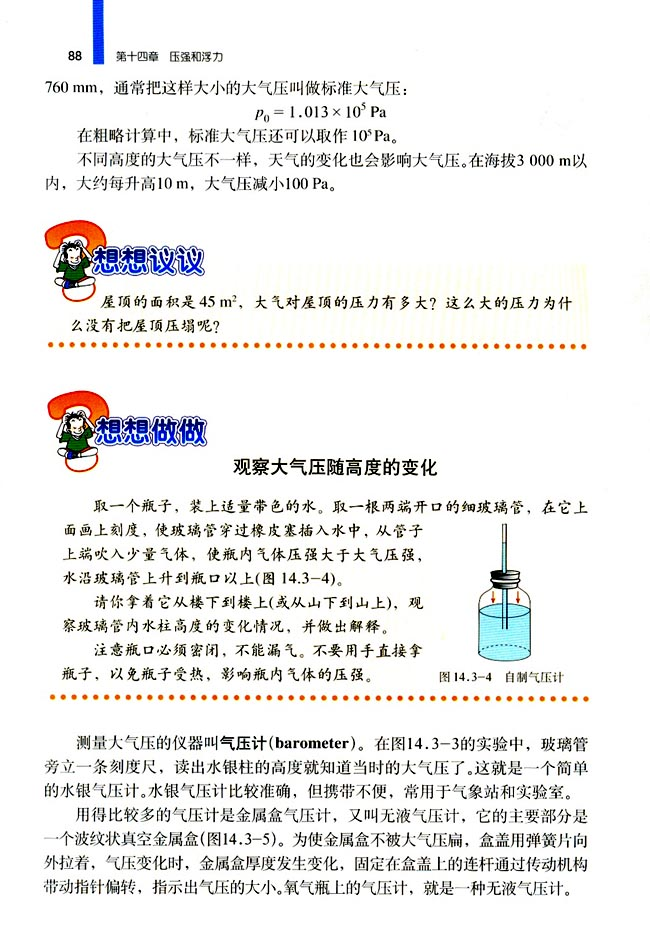 88 第十四章 压强和浮力
760 mm，通常把这样大小的大气压叫做标准大气压：
p₀ = 1.013 × 10⁵ Pa
在粗略计算中，标准大气压还可以取作 10⁵Pa。
不同高度的大气压不一样，天气的变化也会影响大气压。在海拔3 000 m以
内，大约每升高10 m，大气压减小100 Pa。
想想议议
屋顶的面积是 45 m²，大气对屋顶的压力有多大？这么大的压力为什
么没有把屋顶压塌呢？
想想做做
观察大气压随高度的变化
取一个瓶子，装上适量带色的水。取一根两端开口的细玻璃管，在它上
面画上刻度，使玻璃管穿过橡皮塞插入水中，从管子
上端吹入少量气体，使瓶内气体压强大于大气压强，
水沿玻璃管上升到瓶口以上(图 14.3-4)。
请你拿着它从楼下到楼上(或从山下到山上)，观
察玻璃管内水柱高度的变化情况，并做出解释。
注意瓶口必须密闭，不能漏气。不要用手直接拿
瓶子，以免瓶子受热，影响瓶内气体的压强。
图 14.3-4 自制气压计
测量大气压的仪器叫气压计(barometer)。在图14.3-3的实验中，玻璃管
旁立一条刻度尺，读出水银柱的高度就知道当时的大气压了。这就是一个简单
的水银气压计。水银气压计比较准确，但携带不便，常用于气象站和实验室。
用得比较多的气压计是金属盒气压计，又叫无液气压计，它的主要部分是
一个波纹状真空金属盒(图14.3-5)。为使金属盒不被大气压扁，盒盖用弹簧片向
外拉着，气压变化时，金属盒厚度发生变化，固定在盒盖上的连杆通过传动机构
带动指针偏转，指示出气压的大小。氧气瓶上的气压计，就是一种无液气压计。